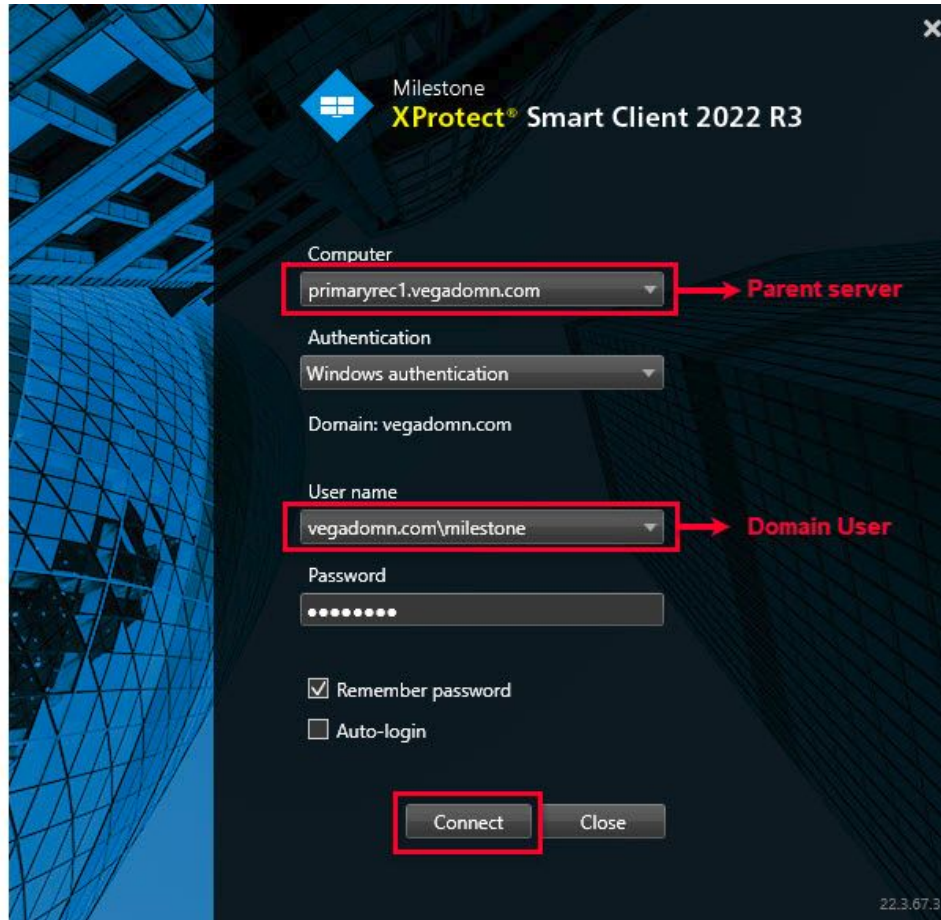 Milestone
XProtect® Smart Client 2022 R3
Computer
primaryrec1.vegadomn.com
Parent server
Authentication
Windows authentication
Domain: vegadomn.com
User name
vegadomn.com\milestone
Domain User
Password
Remember password
Auto-login
Connect Close
22.3.67.3